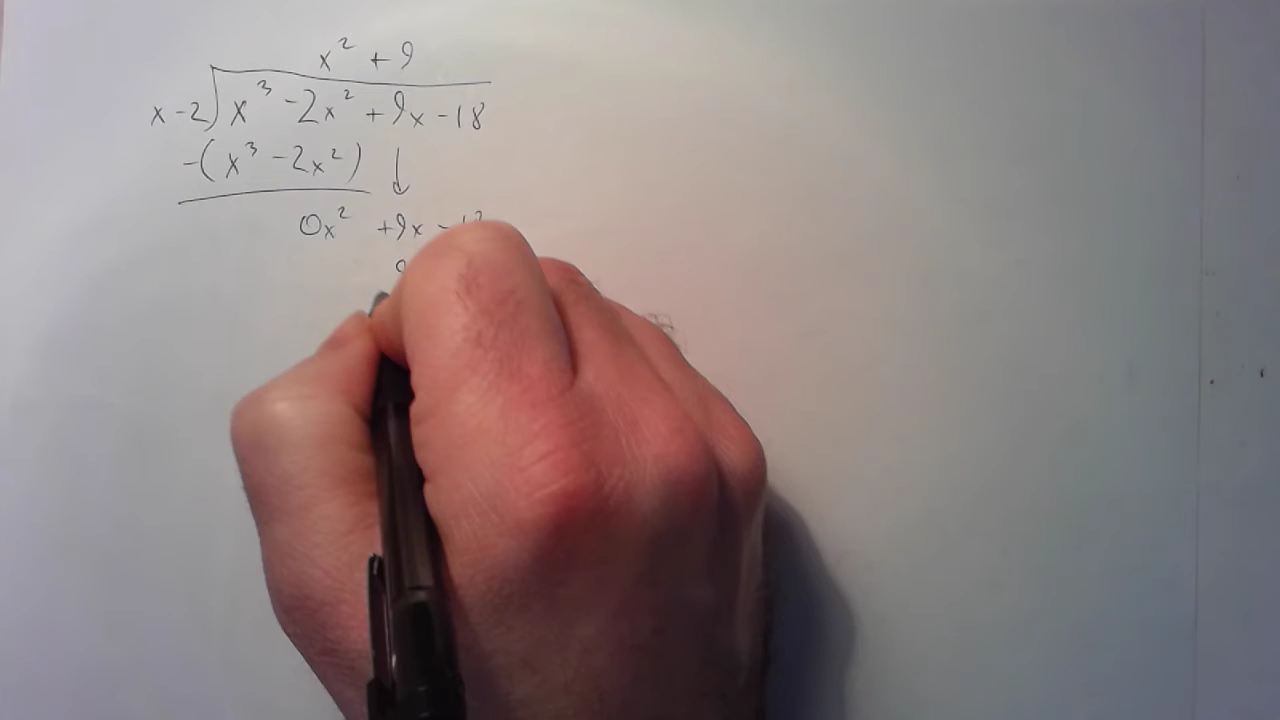 x² + 9
x - 2 ) x³ - 2x² + 9x - 18
-( x³ - 2x² ) ↓
0x² + 9x -